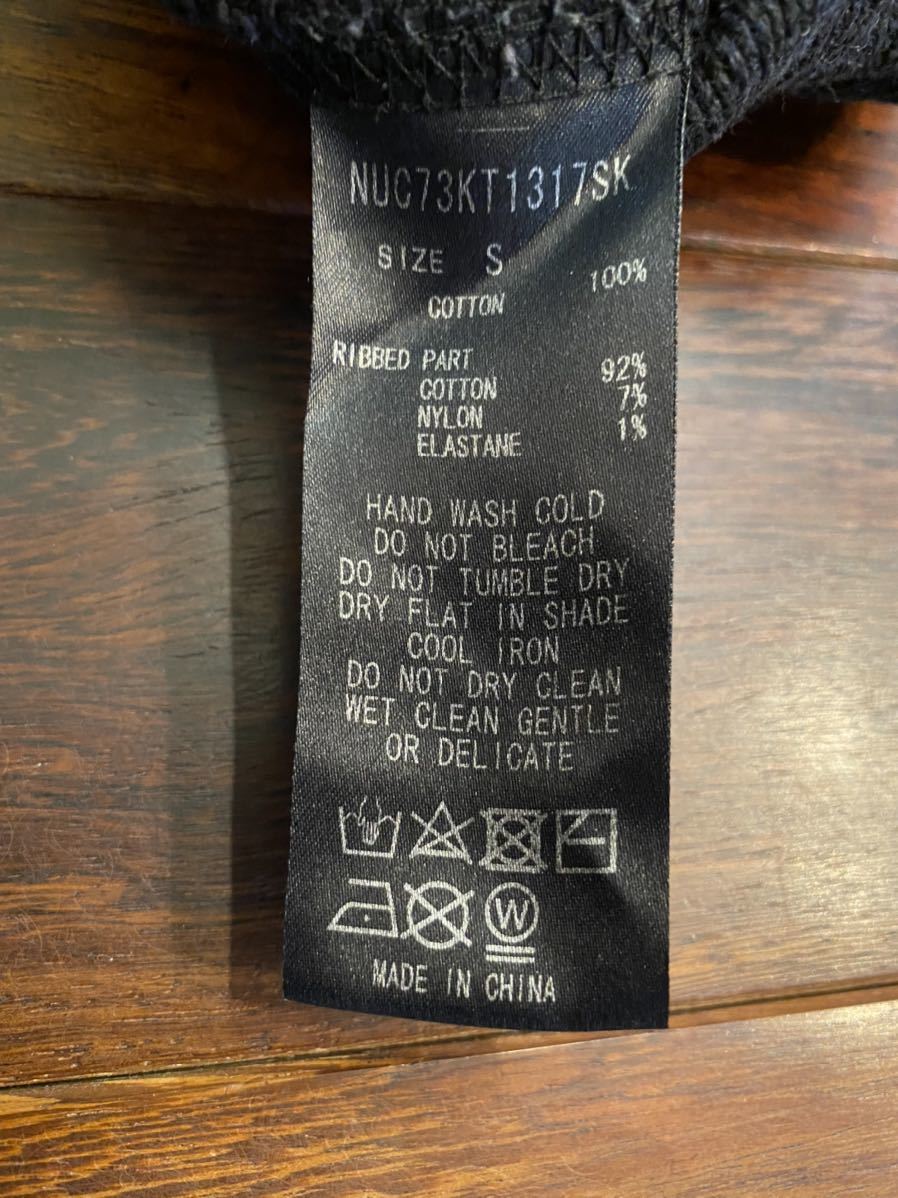 NUC73KT1317SK
SIZE S
COTTON 100%
RIBBED PART
COTTON 92%
NYLON 7%
ELASTANE 1%
HAND WASH COLD
DO NOT BLEACH
DO NOT TUMBLE DRY
DRY FLAT IN SHADE
COOL IRON
DO NOT DRY CLEAN
WET CLEAN GENTLE
OR DELICATE
W
MADE IN CHINA